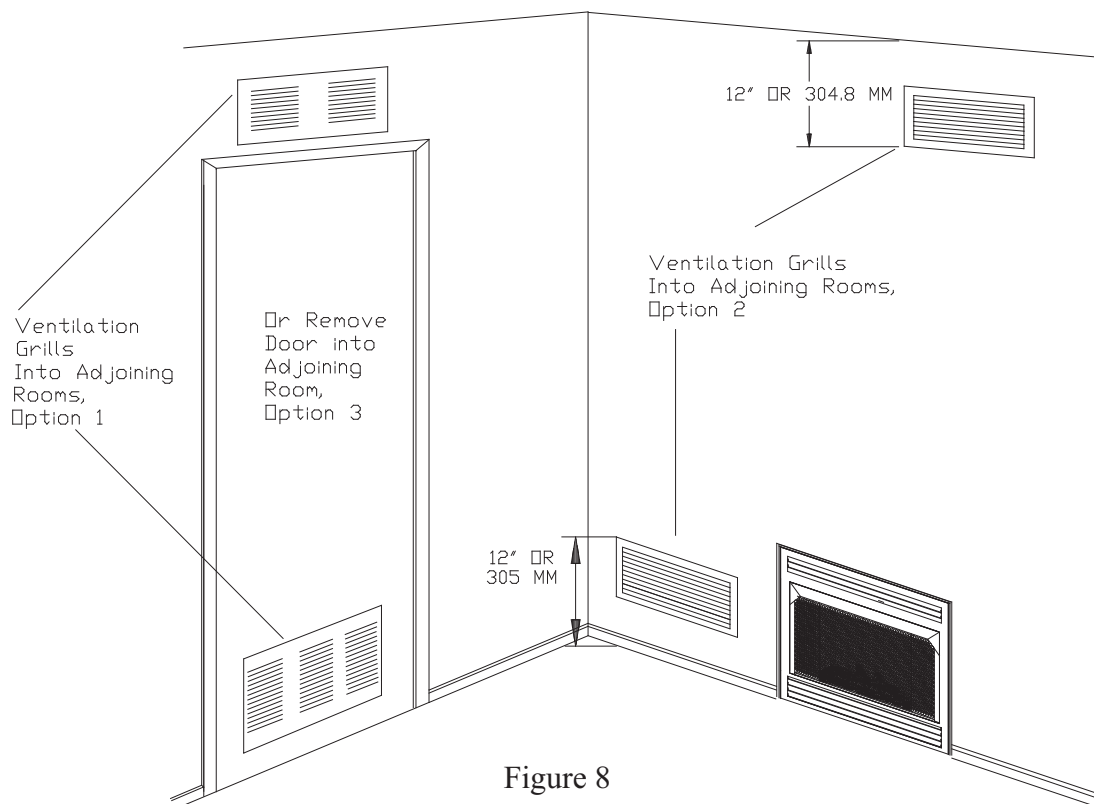 12" OR 304.8 MM
Ventilation Grills
Into Adjoining Rooms,
Option 2
Ventilation
Grills
Into Adjoining
Rooms,
Option 1
Or Remove
Door into
Adjoining
Room,
Option 3
12" OR
305 MM
Figure 8